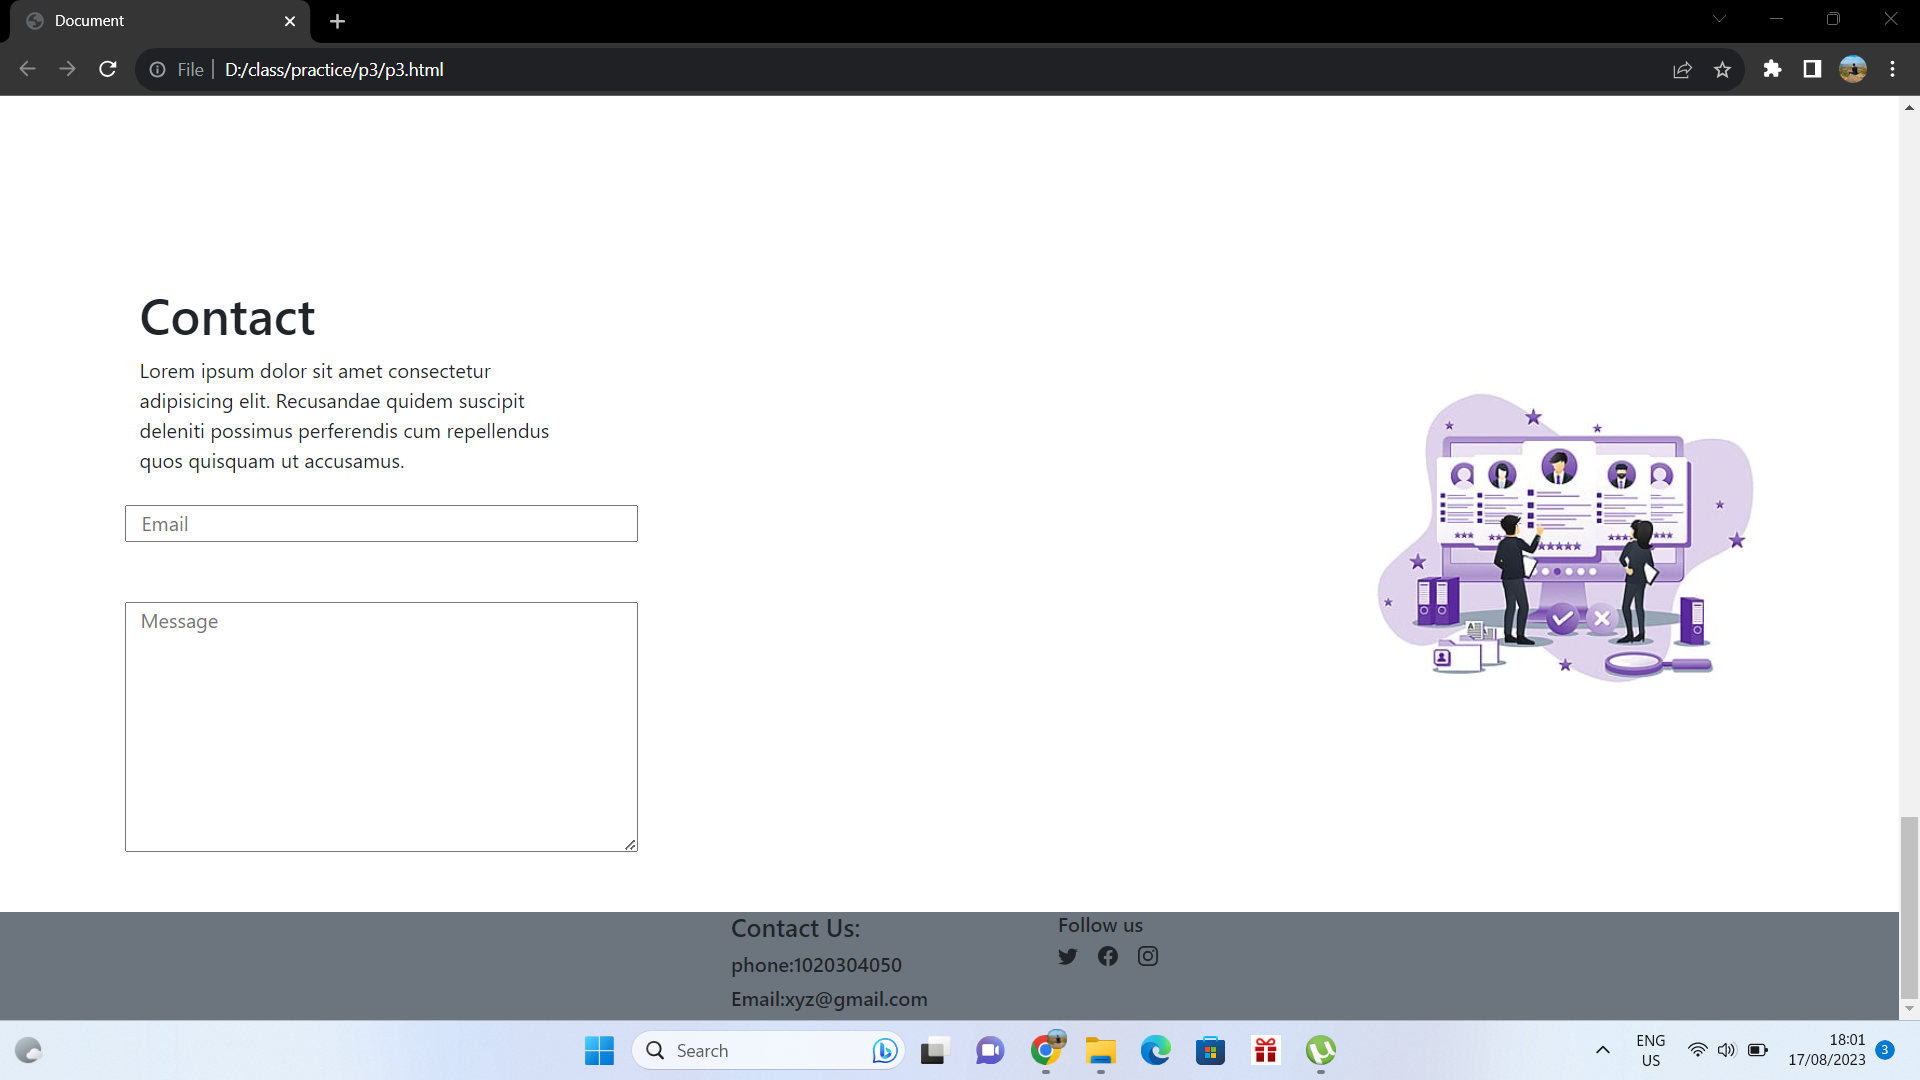 Document
File
D:/class/practice/p3/p3.html
Contact
Lorem ipsum dolor sit amet consectetur
adipisicing elit. Recusandae quidem suscipit
deleniti possimus perferendis cum repellendus
quos quisquam ut accusamus.
Email
Message
Contact Us:
phone:1020304050
Email:xyz@gmail.com
Follow us
Search
ENG
US
18:01
17/08/2023
3